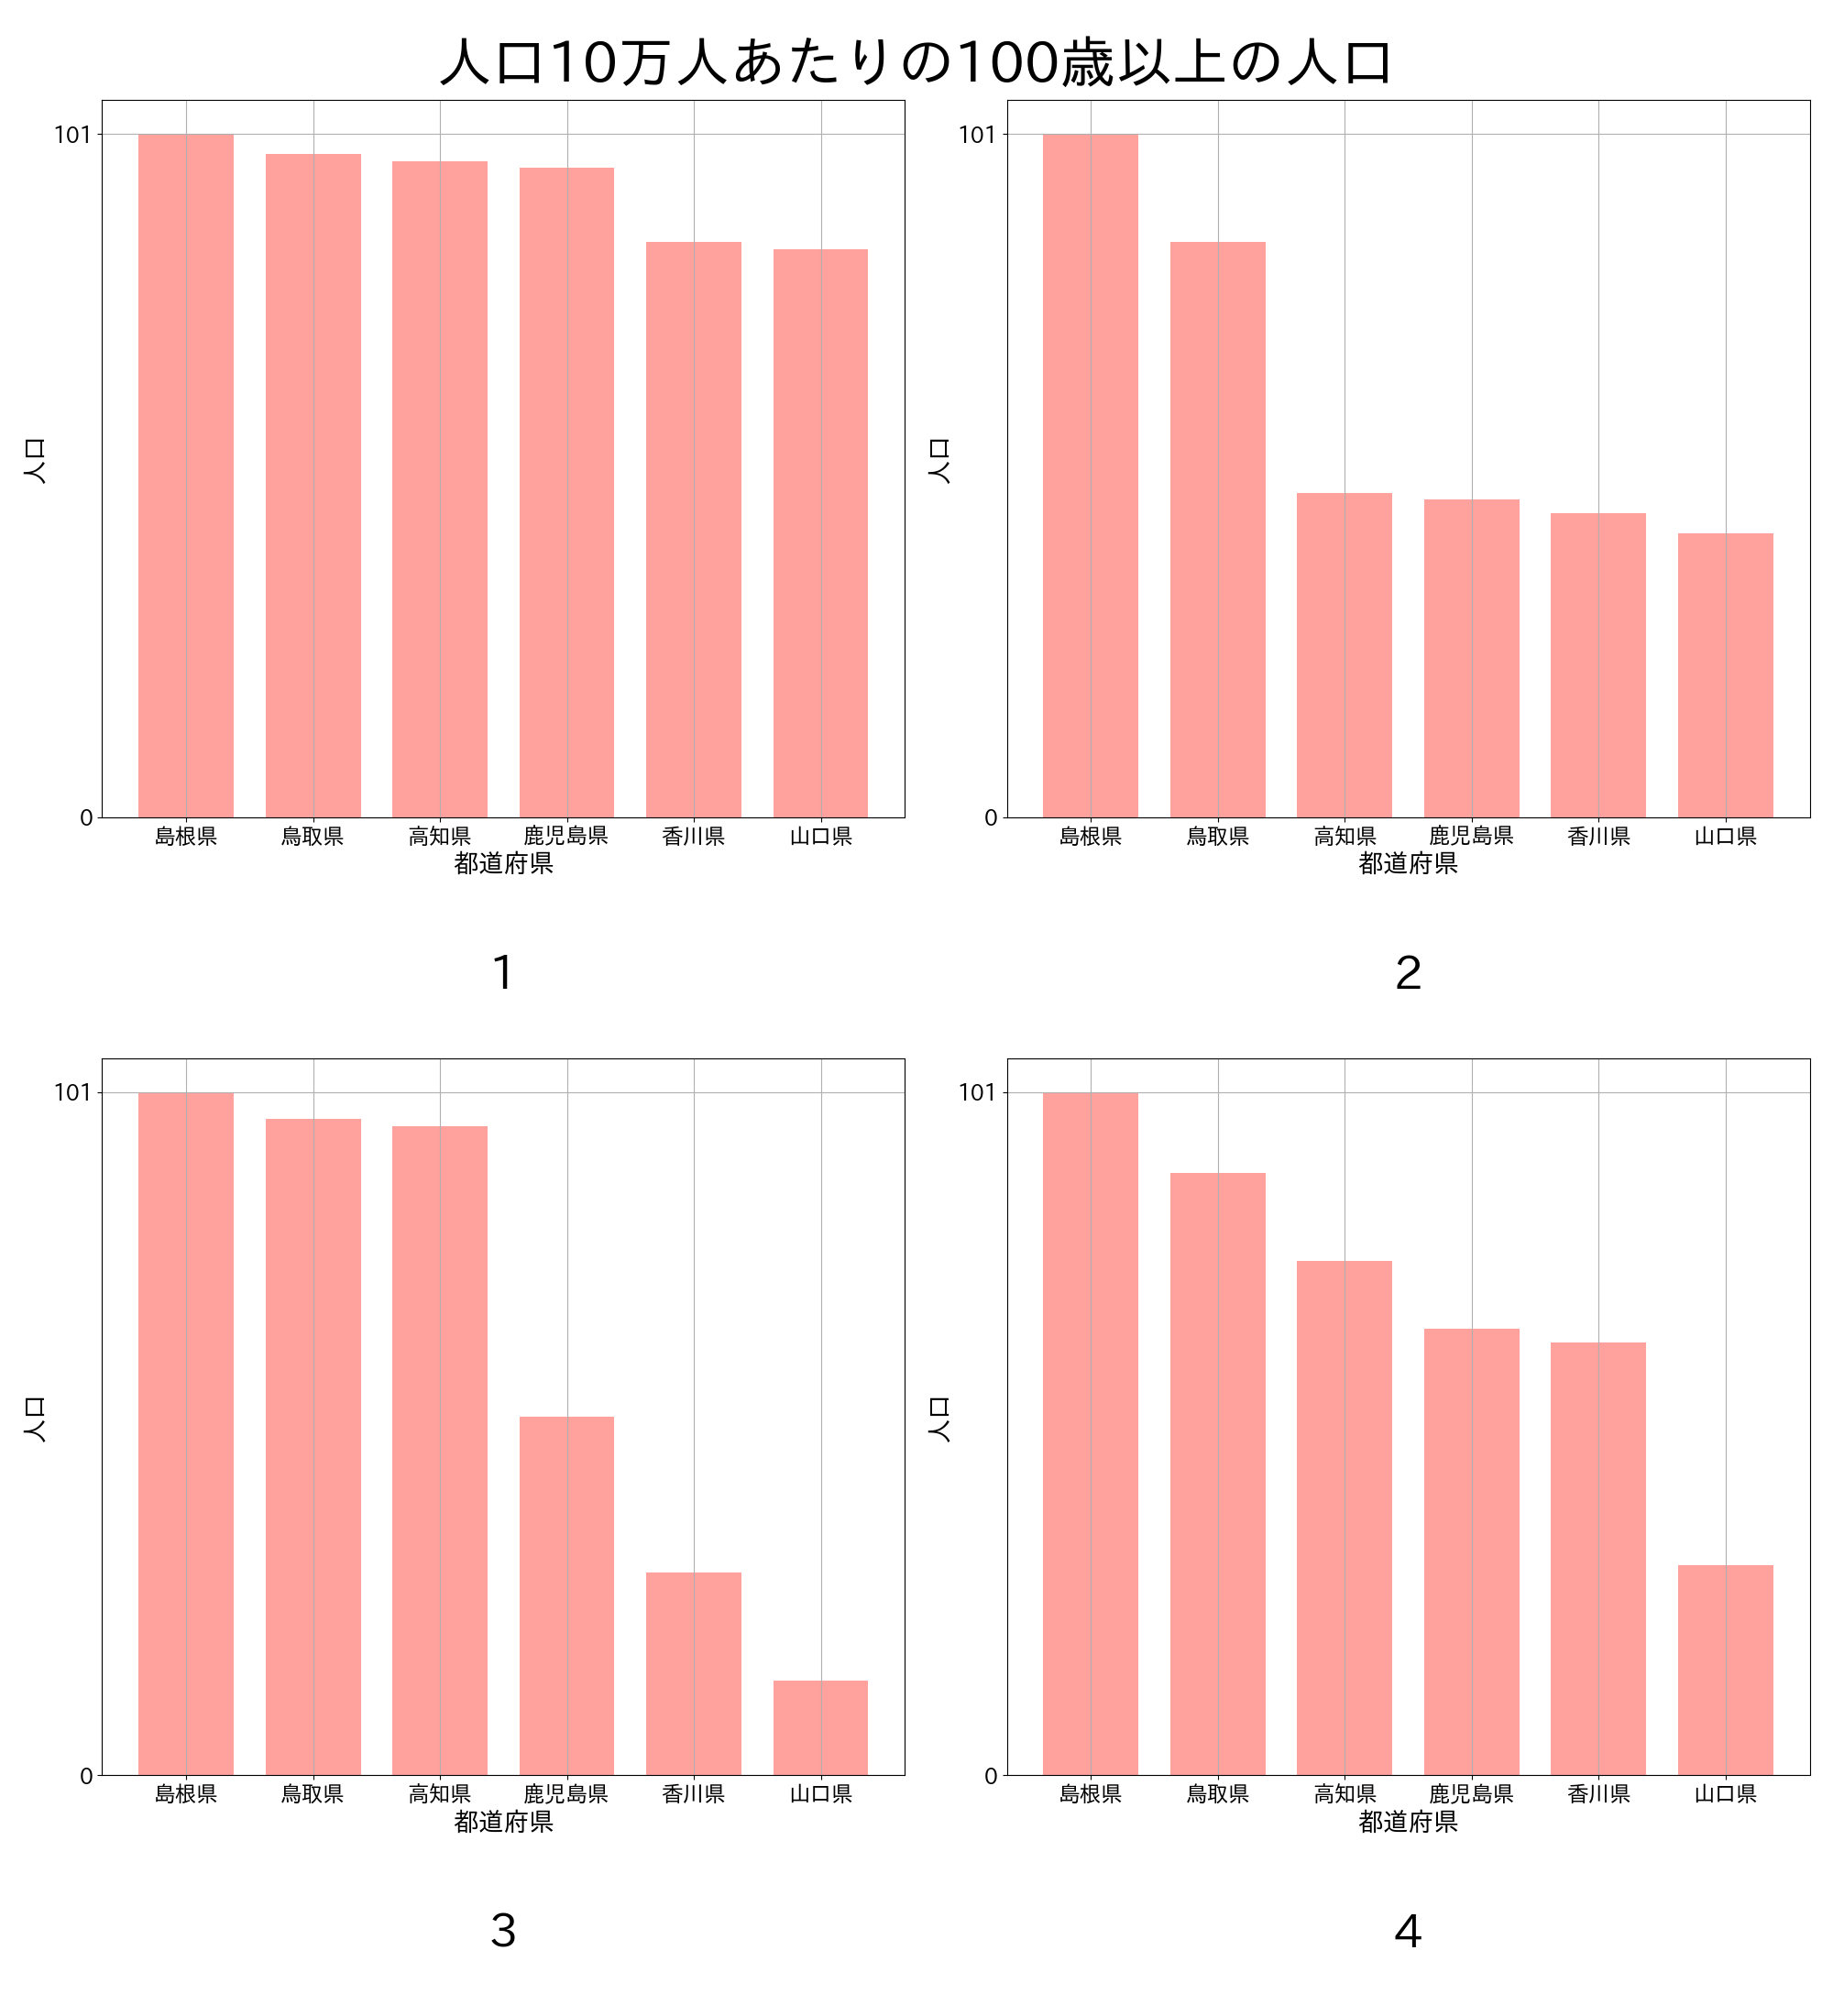 人口10万人あたりの100歳以上の人口
101
0
人口
島根県 鳥取県 高知県 鹿児島県 香川県 山口県
都道府県
1
101
0
人口
島根県 鳥取県 高知県 鹿児島県 香川県 山口県
都道府県
2
101
0
人口
島根県 鳥取県 高知県 鹿児島県 香川県 山口県
都道府県
3
101
0
人口
島根県 鳥取県 高知県 鹿児島県 香川県 山口県
都道府県
4